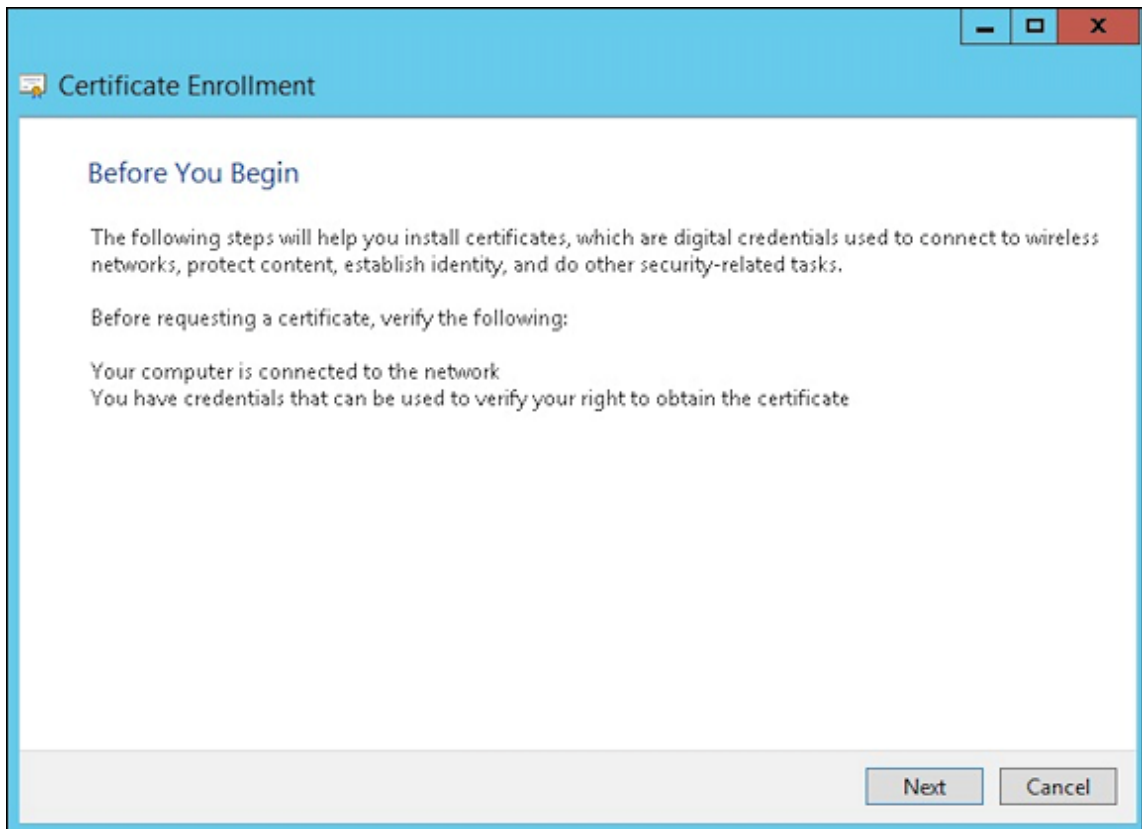 Certificate Enrollment
Before You Begin
The following steps will help you install certificates, which are digital credentials used to connect to wireless
networks, protect content, establish identity, and do other security-related tasks.
Before requesting a certificate, verify the following:
Your computer is connected to the network
You have credentials that can be used to verify your right to obtain the certificate
Next
Cancel